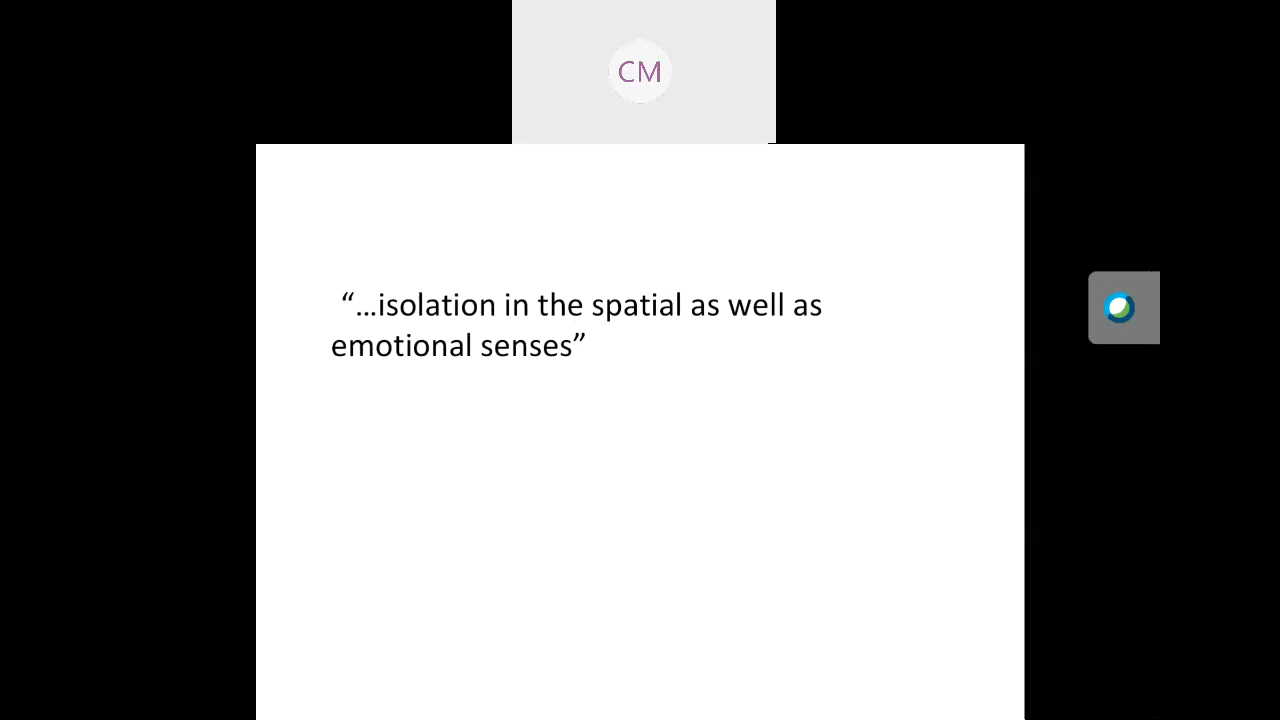 CM
“...isolation in the spatial as well as
emotional senses”